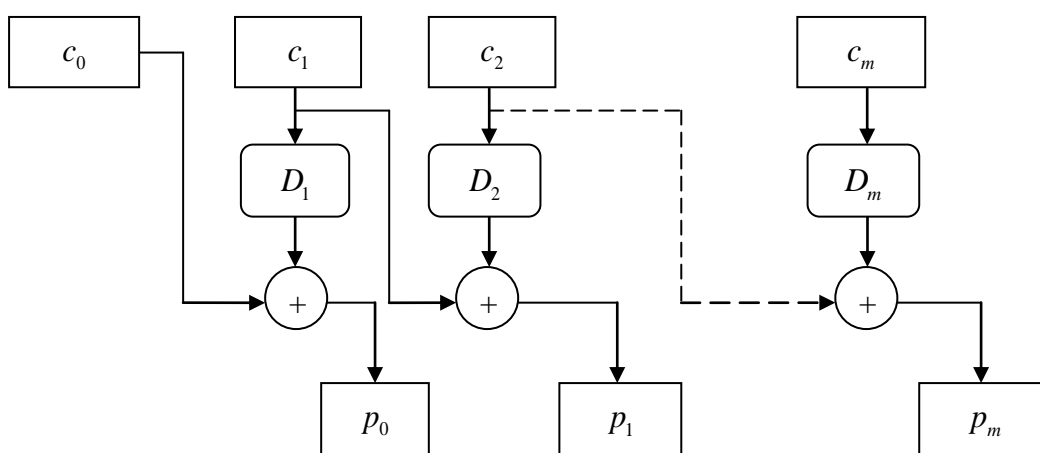 c₀ c₁ c₂ cₘ
D₁ D₂ Dₘ
+ + +
p₀ p₁ pₘ